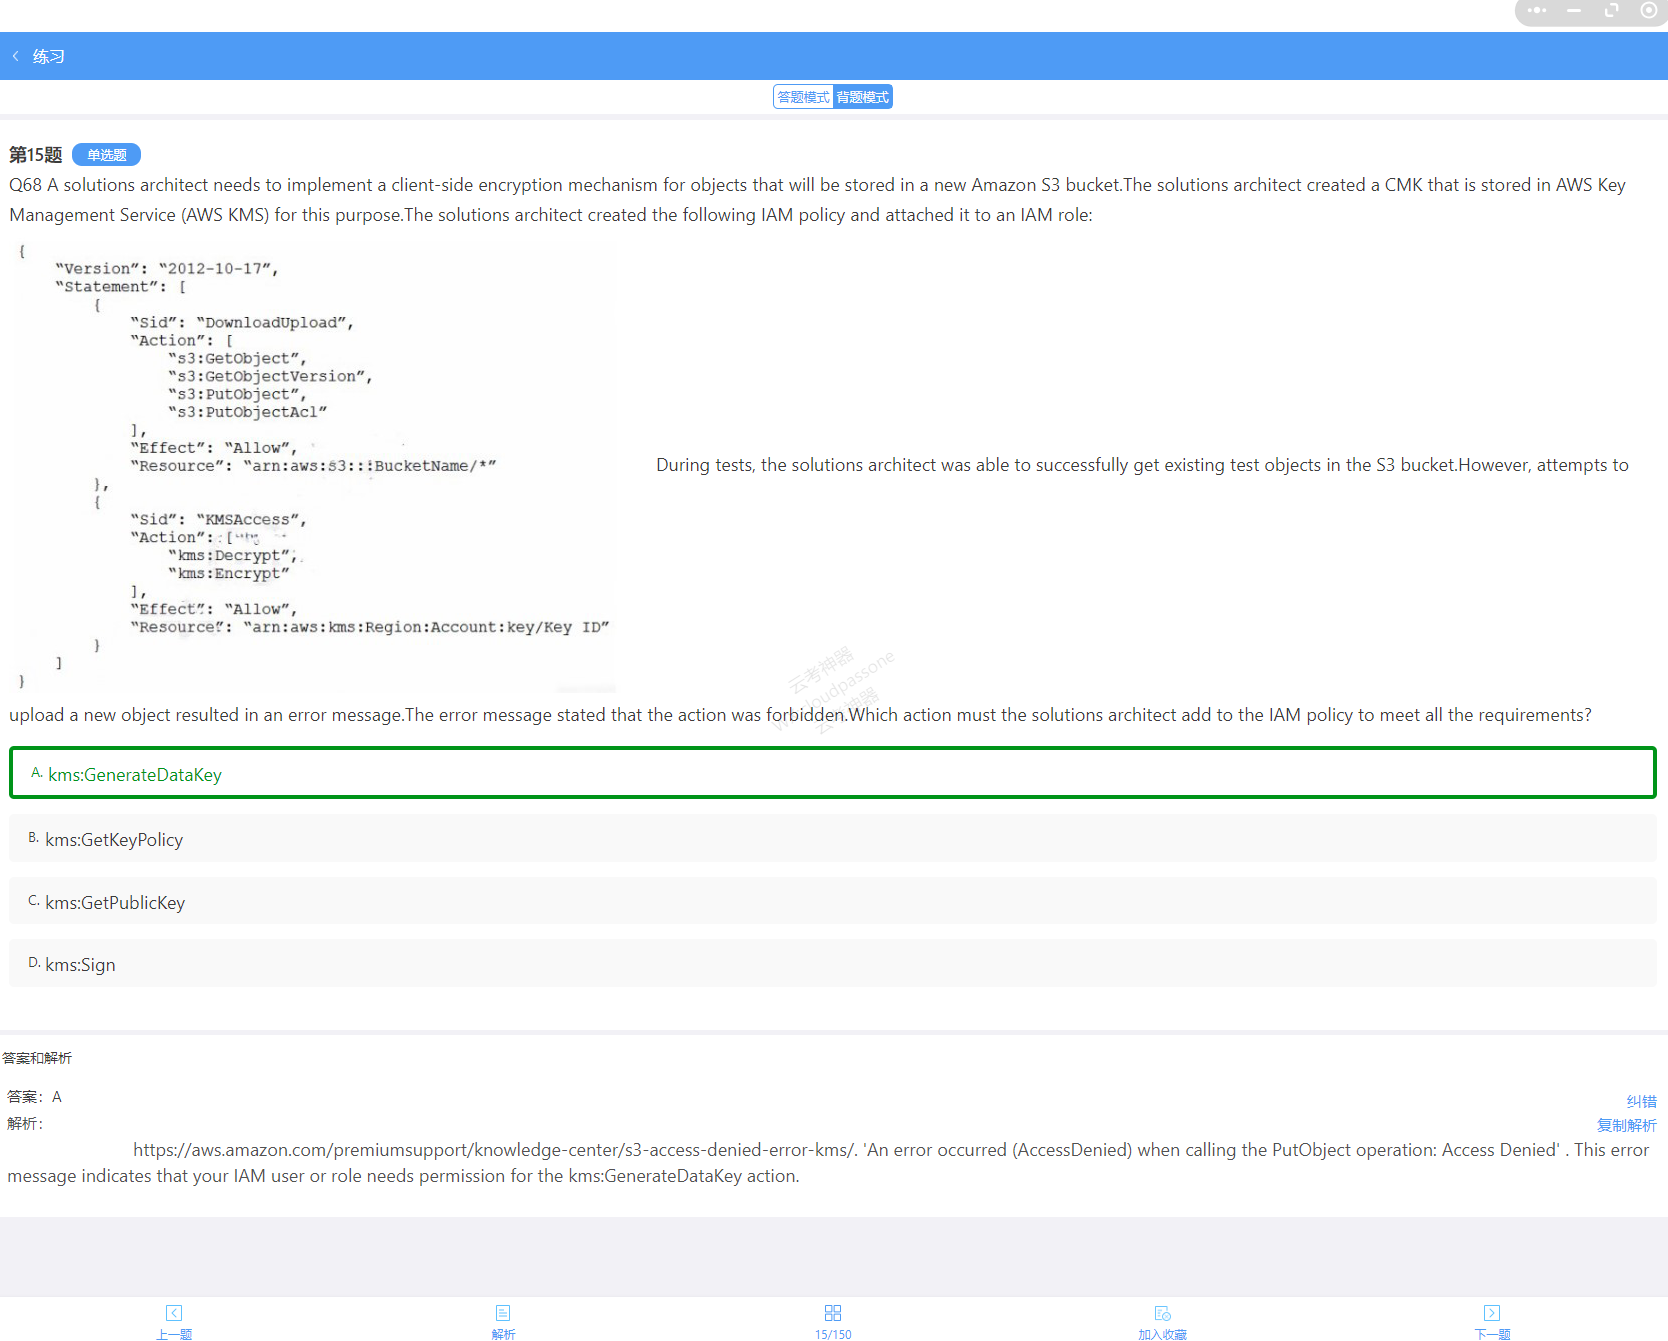 练习
答题模式 背题模式
第15题 单选题
Q68 A solutions architect needs to implement a client-side encryption mechanism for objects that will be stored in a new Amazon S3 bucket.The solutions architect created a CMK that is stored in AWS Key
Management Service (AWS KMS) for this purpose.The solutions architect created the following IAM policy and attached it to an IAM role:
{
“Version”: “2012-10-17”,
“Statement”: [
{
“Sid”: “DownloadUpload”,
“Action”: [
“s3:GetObject”,
“s3:GetObjectVersion”,
“s3:PutObject”,
“s3:PutObjectAcl”
],
“Effect”: “Allow”,
“Resource”: “arn:aws:s3:::BucketName/*”
},
{
“Sid”: “KMSAccess”,
“Action”: [
“kms:Decrypt”,
“kms:Encrypt”
],
“Effect”: “Allow”,
“Resource”: “arn:aws:kms:Region:Account:key/Key ID”
}
]
}
During tests, the solutions architect was able to successfully get existing test objects in the S3 bucket.However, attempts to
upload a new object resulted in an error message.The error message stated that the action was forbidden.Which action must the solutions architect add to the IAM policy to meet all the requirements?
云考神器
A. kms:GenerateDataKey
B. kms:GetKeyPolicy
C. kms:GetPublicKey
D. kms:Sign
答案和解析
答案：A
纠错
解析：
复制解析
https://aws.amazon.com/premiumsupport/knowledge-center/s3-access-denied-error-kms/. 'An error occurred (AccessDenied) when calling the PutObject operation: Access Denied' . This error
message indicates that your IAM user or role needs permission for the kms:GenerateDataKey action.
上一题 解析 15/150 加入收藏 下一题